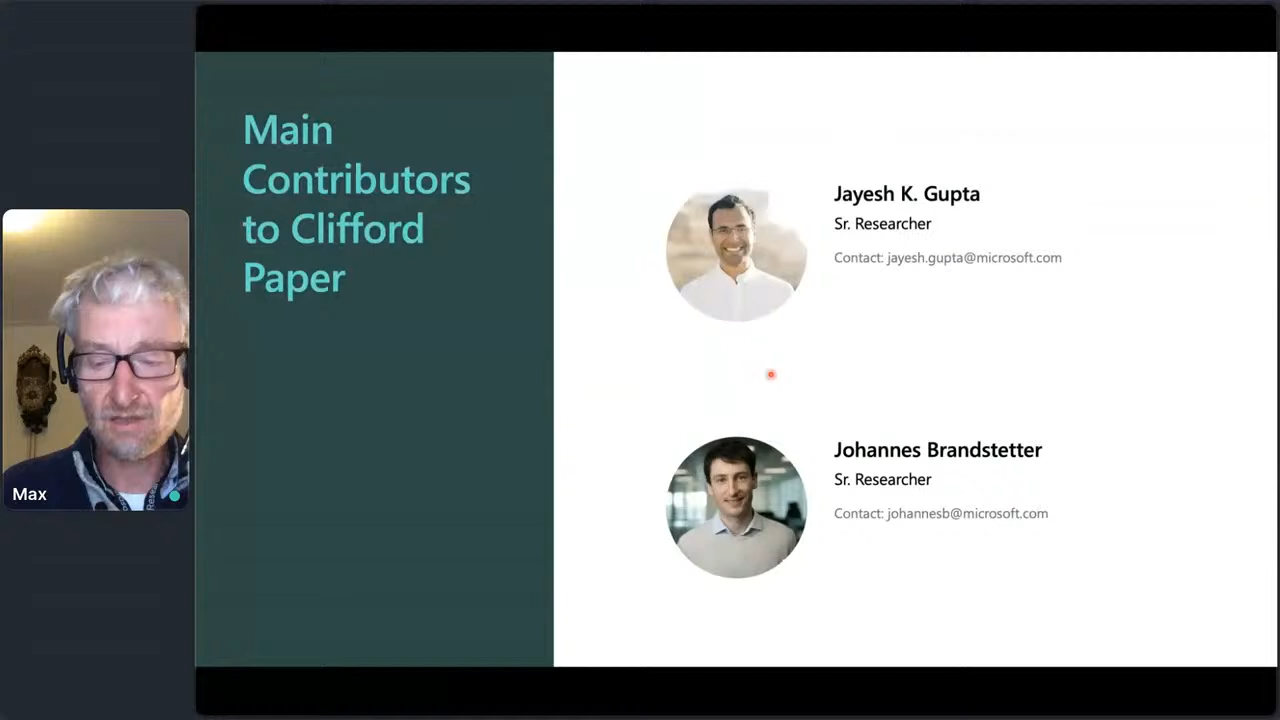 Main
Contributors
to Clifford
Paper
Jayesh K. Gupta
Sr. Researcher
Contact: jayesh.gupta@microsoft.com
Johannes Brandstetter
Sr. Researcher
Contact: johannesb@microsoft.com
Max